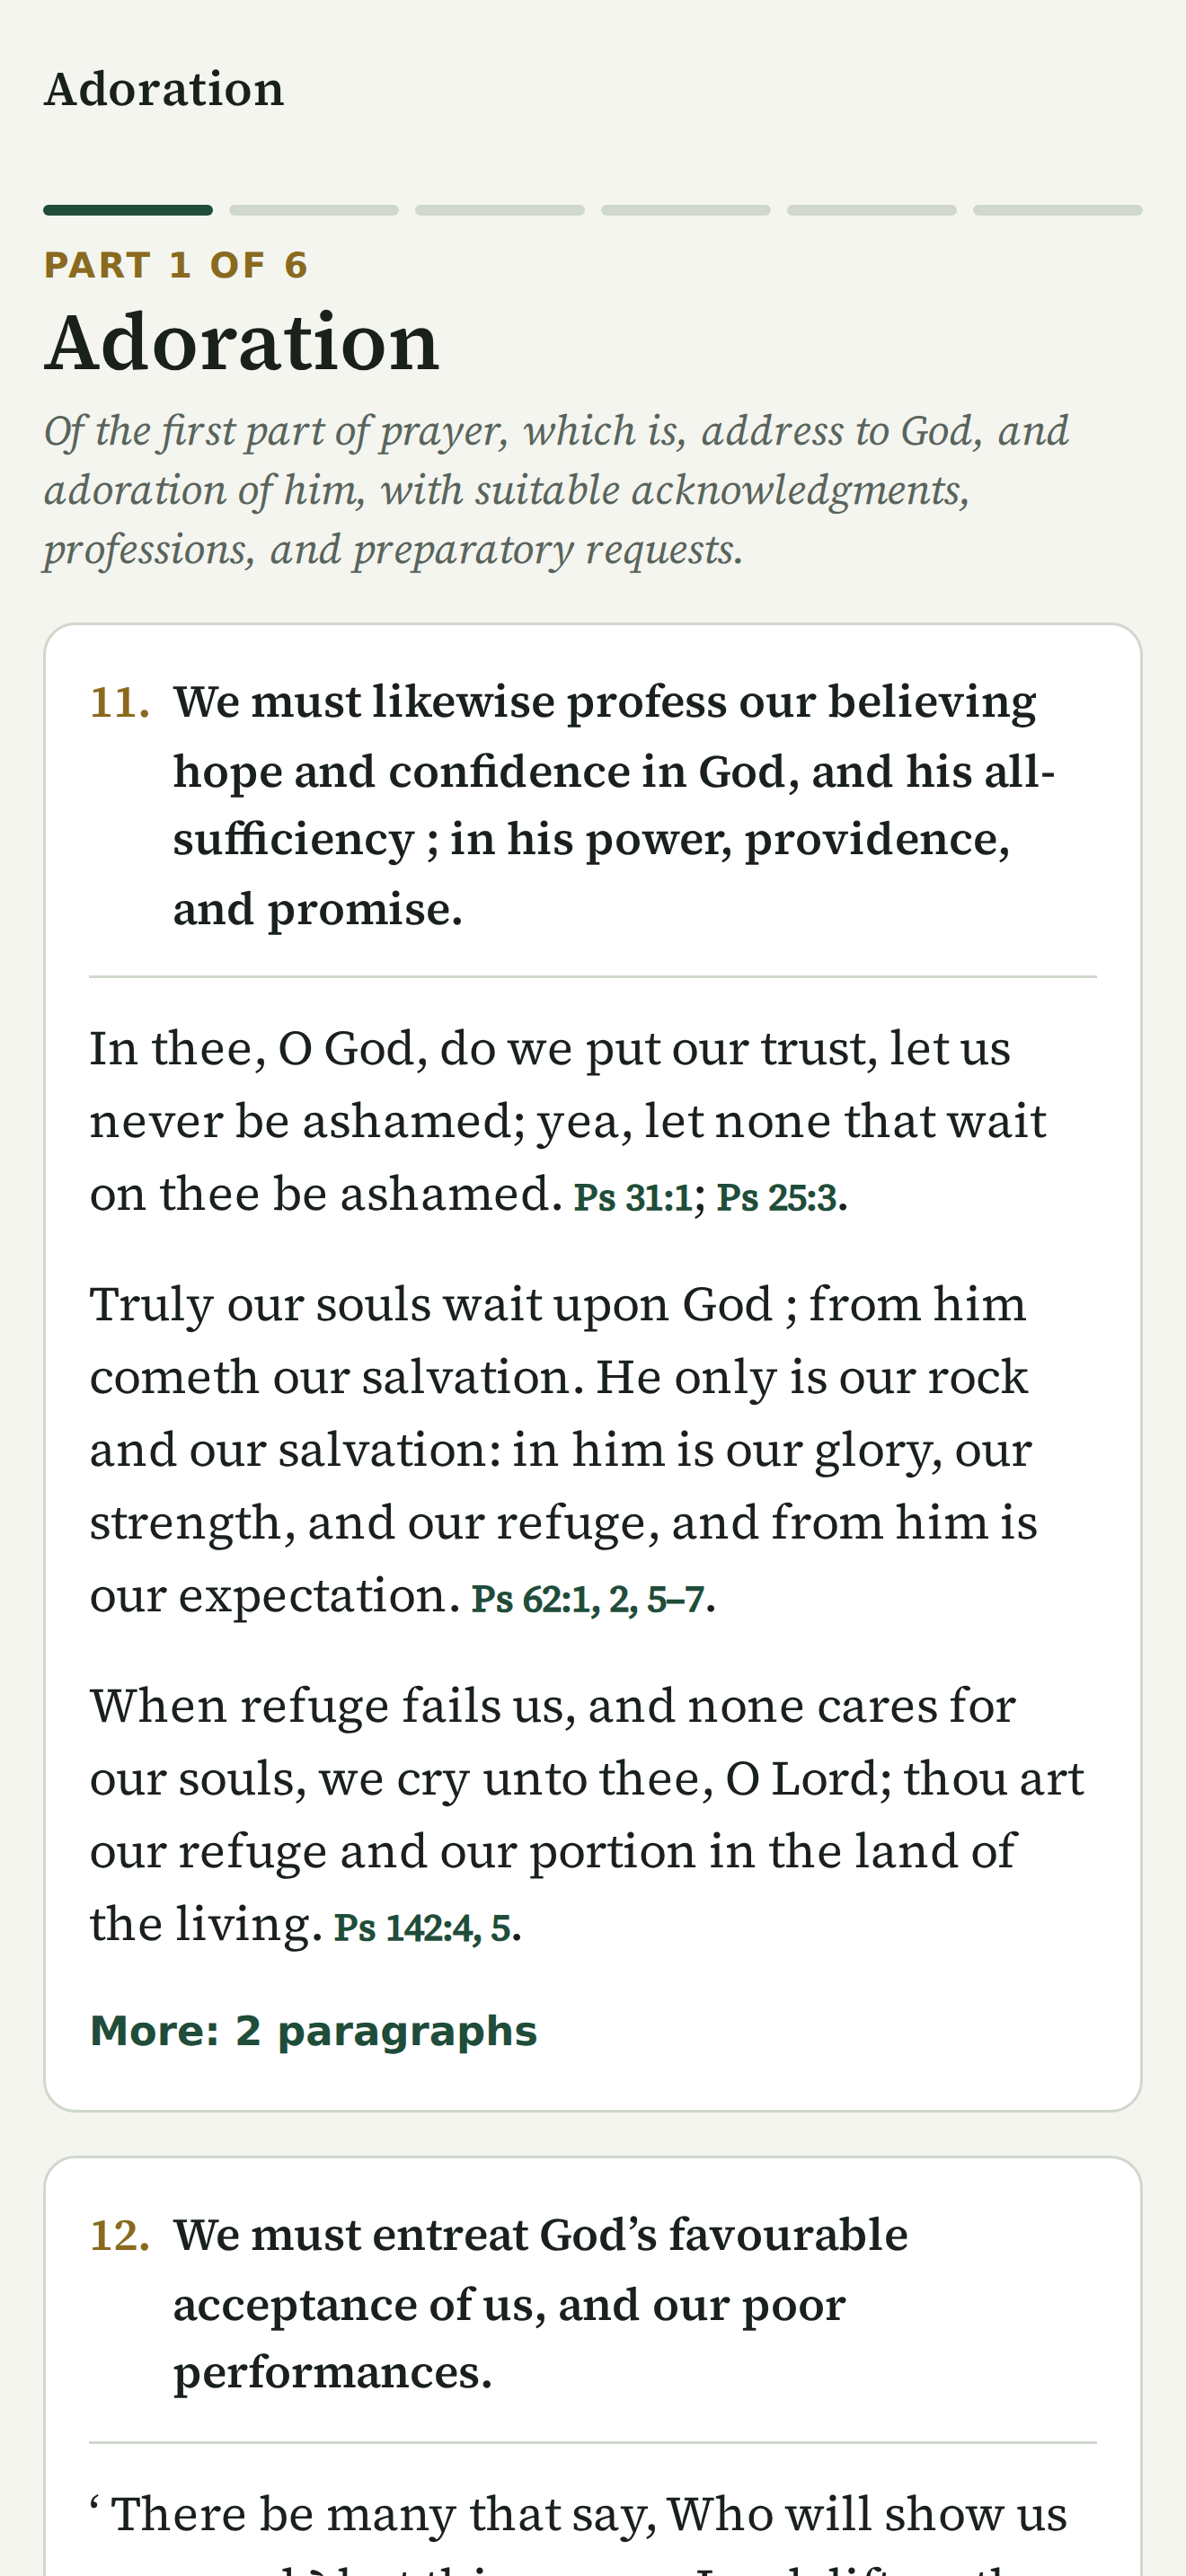 Adoration
PART 1 OF 6
Adoration
Of the first part of prayer, which is, address to God, and
adoration of him, with suitable acknowledgments,
professions, and preparatory requests.
11. We must likewise profess our believing
hope and confidence in God, and his all-
sufficiency ; in his power, providence,
and promise.
In thee, O God, do we put our trust, let us
never be ashamed; yea, let none that wait
on thee be ashamed. Ps 31:1; Ps 25:3.
Truly our souls wait upon God ; from him
cometh our salvation. He only is our rock
and our salvation: in him is our glory, our
strength, and our refuge, and from him is
our expectation. Ps 62:1, 2, 5–7.
When refuge fails us, and none cares for
our souls, we cry unto thee, O Lord; thou art
our refuge and our portion in the land of
the living. Ps 142:4, 5.
More: 2 paragraphs
12. We must entreat God’s favourable
acceptance of us, and our poor
performances.
‘ There be many that say, Who will show us